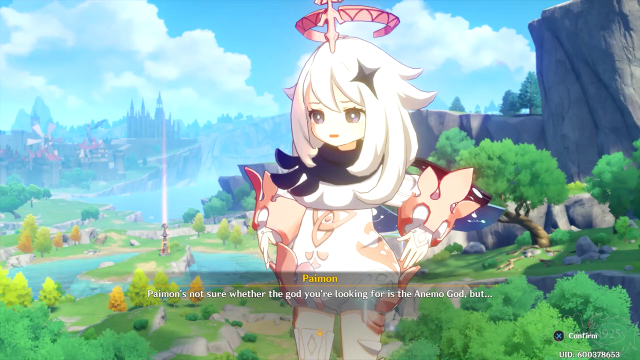 Paimon
Paimon's not sure whether the god you're looking for is the Anemo God, but...
Confirm
UID: 600378653